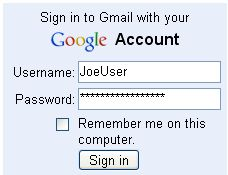 Sign in to Gmail with your
Google Account
Username: JoeUser
Password: *****************
Remember me on this
computer.
Sign in